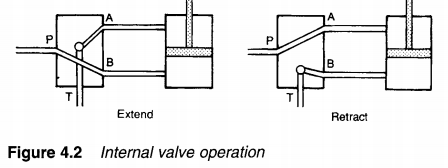 A
P
B
T
Extend
A
P
B
T
Retract
Figure 4.2 Internal valve operation